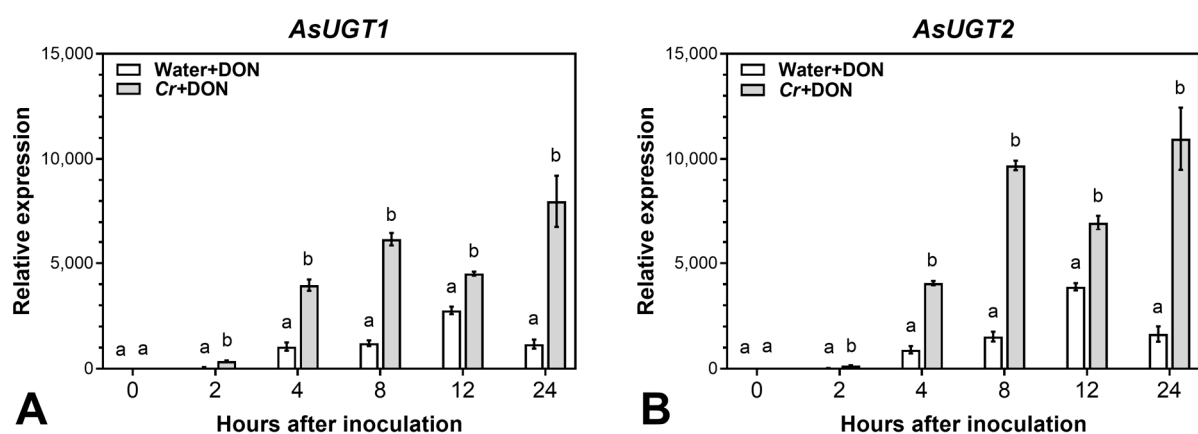 AsUGT1
15,000
10,000
5,000
0
Relative expression
Water+DON
Cr+DON
a a
a b
a b
a b
a b
a b
0 2 4 8 12 24
Hours after inoculation
A
AsUGT2
15,000
10,000
5,000
0
Relative expression
Water+DON
Cr+DON
a a
a b
a b
a b
a b
a b
0 2 4 8 12 24
Hours after inoculation
B